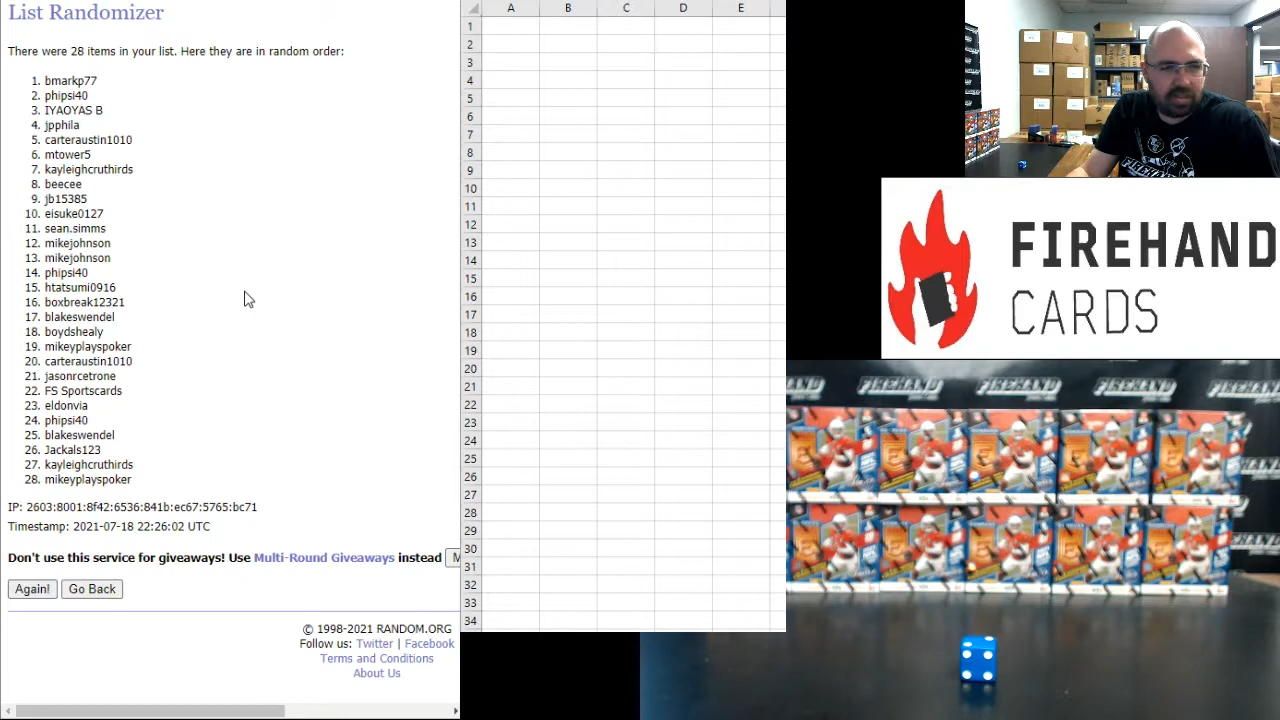 List Randomizer
There were 28 items in your list. Here they are in random order:
1. bmarkp77
2. phipsi40
3. IYAOYAS B
4. jpphila
5. carteraustin1010
6. mtower5
7. kayleighcruthirds
8. beecee
9. jb15385
10. eisuke0127
11. sean.simms
12. mikejohnson
13. mikejohnson
14. phipsi40
15. htatsumi0916
16. boxbreak12321
17. blakeswendel
18. boydshealy
19. mikeyplayspoker
20. carteraustin1010
21. jasonrcetrone
22. FS Sportscards
23. eldonvia
24. phipsi40
25. blakeswendel
26. Jackals123
27. kayleighcruthirds
28. mikeyplayspoker
IP: 2603:8001:8f42:6536:841b:ec67:5765:bc71
Timestamp: 2021-07-18 22:26:02 UTC
Don't use this service for giveaways! Use Multi-Round Giveaways instead M
Again! Go Back
© 1998-2021 RANDOM.ORG
Follow us: Twitter | Facebook
Terms and Conditions
About Us
A B C D E
1
2
3
4
5
6
7
8
9
10
11
12
13
14
15
16
17
18
19
20
21
22
23
24
25
26
27
28
29
30
31
32
33
34
FIREHAND
CARDS
FIREHAND FIREHAND FIREHAND FIREHAND